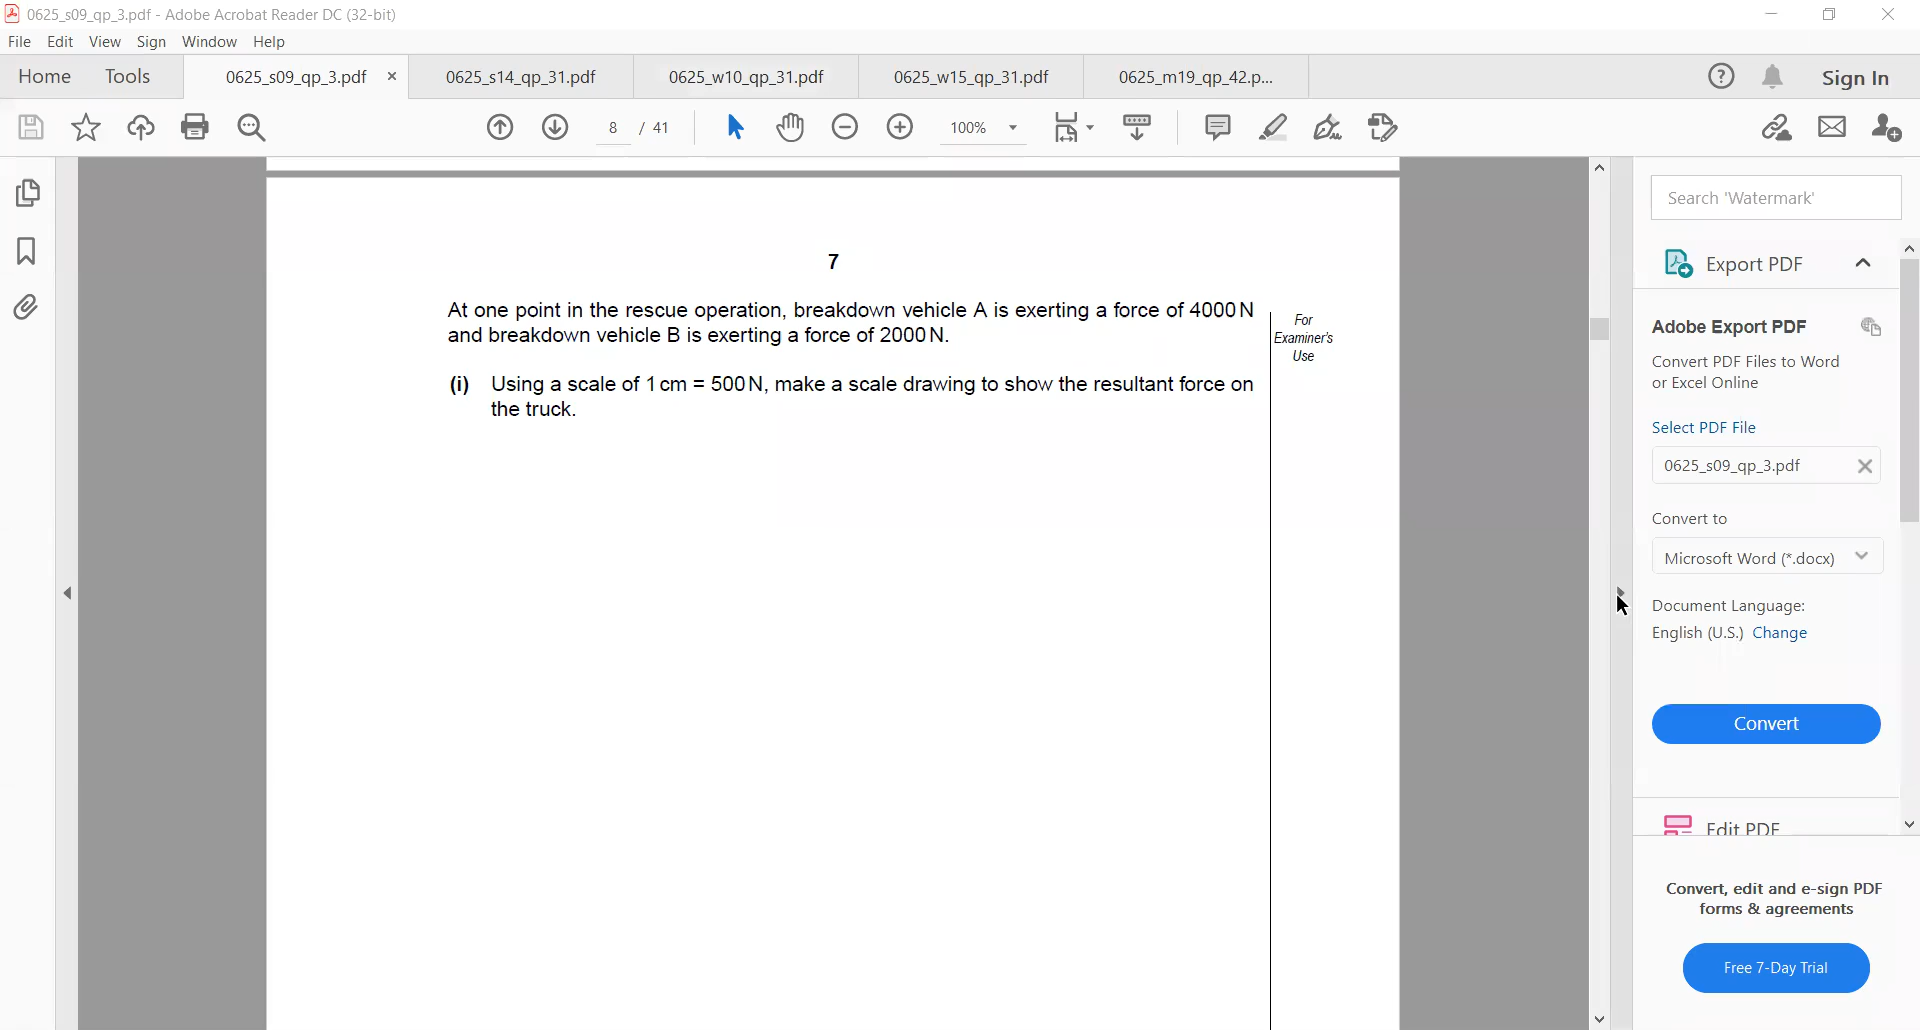 0625_s09_qp_3.pdf - Adobe Acrobat Reader DC (32-bit)
File Edit View Sign Window Help
Home Tools 0625_s09_qp_3.pdf × 0625_s14_qp_31.pdf 0625_w10_qp_31.pdf 0625_w15_qp_31.pdf 0625_m19_qp_42.p... Sign In
8 / 41 100%
7
At one point in the rescue operation, breakdown vehicle A is exerting a force of 4000 N
and breakdown vehicle B is exerting a force of 2000 N.
For
Examiner's
Use
(i) Using a scale of 1 cm = 500 N, make a scale drawing to show the resultant force on
the truck.
Search 'Watermark'
Export PDF
Adobe Export PDF
Convert PDF Files to Word
or Excel Online
Select PDF File
0625_s09_qp_3.pdf
Convert to
Microsoft Word (*.docx)
Document Language:
English (U.S.) Change
Convert
Edit PDF
Convert, edit and e-sign PDF
forms & agreements
Free 7-Day Trial